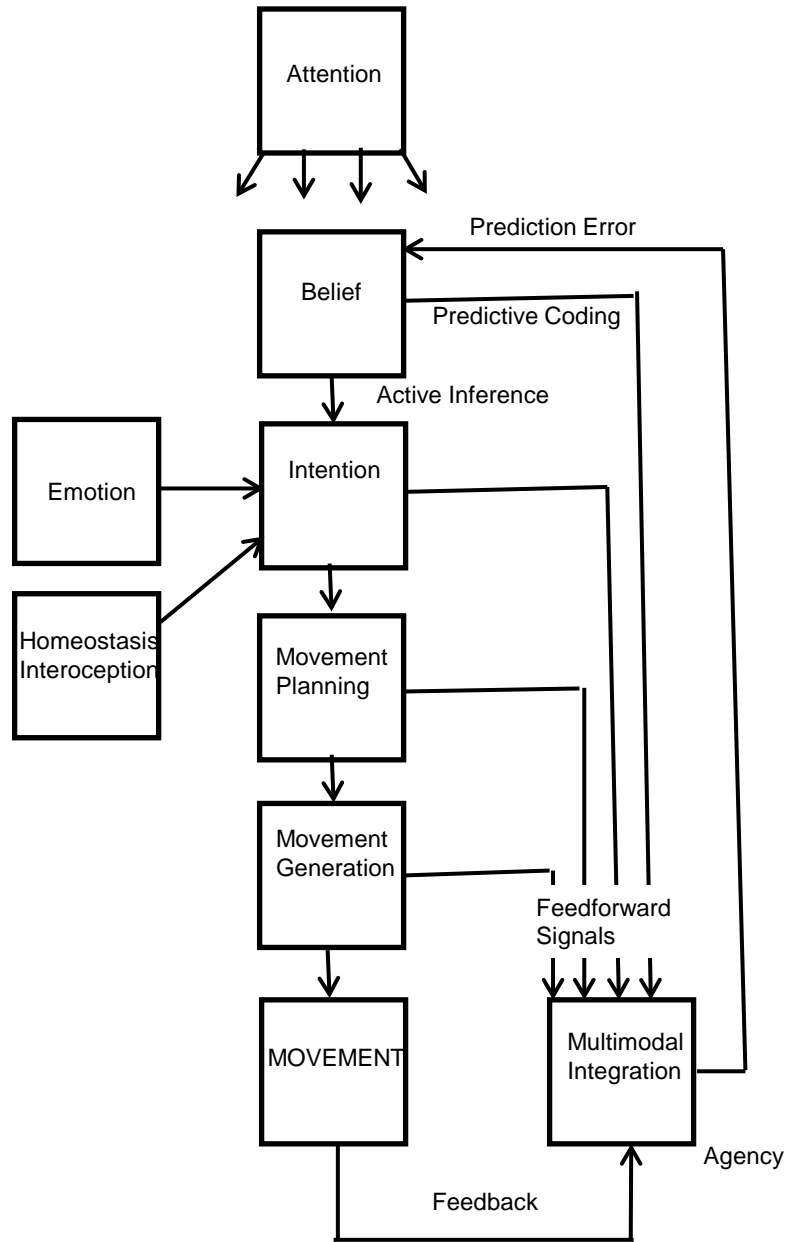 Attention
Prediction Error
Belief
Predictive Coding
Active Inference
Emotion
Intention
Homeostasis
Interoception
Movement
Planning
Movement
Generation
Feedforward
Signals
MOVEMENT
Multimodal
Integration
Agency
Feedback